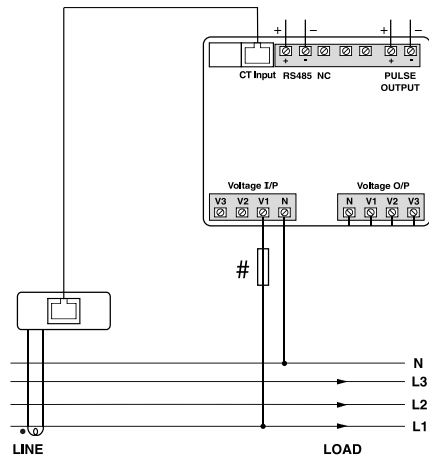 + − + −
+ - + -
CT Input RS485 NC PULSE
OUTPUT
Voltage I/P Voltage O/P
V3 V2 V1 N N V1 V2 V3
#
N
L3
L2
L1
LINE LOAD